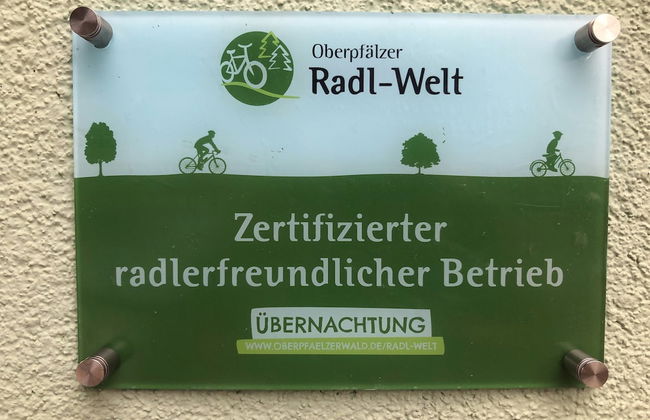 Oberpfälzer
Radl-Welt
Zertifizierter
radlerfreundlicher Betrieb
ÜBERNACHTUNG
WWW.OBERPFAELZERWALD.DE/RADL-WELT